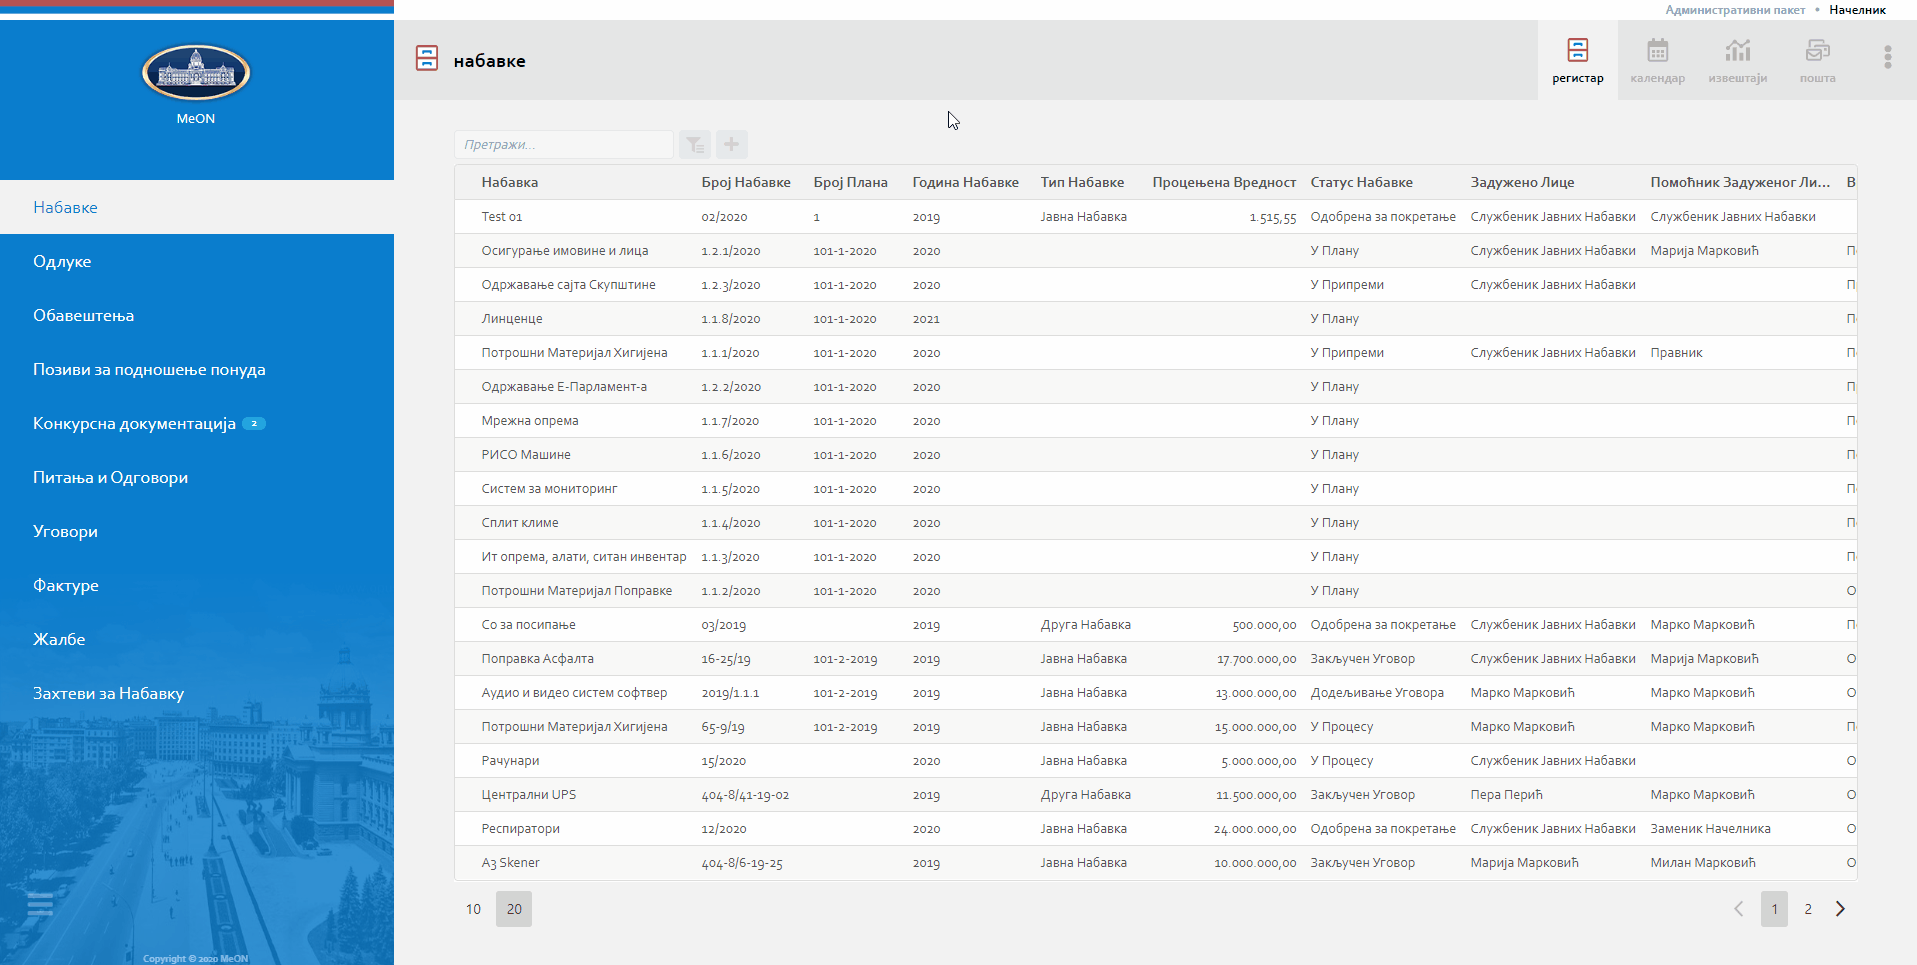 Административни пакет • Начелник
MeON
набавке
регистар
календар
извештаји
пошта
Набавке
Одлуке
Обавештења
Позиви за подношење понуда
Конкурсна документација 2
Питања и Одговори
Уговори
Фактуре
Жалбе
Захтеви за Набавку
Copyright © 2020 MeON
Претражи...
Набавка Број Набавке Број Плана Година Набавке Тип Набавке Процењена Вредност Статус Набавке Задужено Лице Помоћник Задуженог Ли... В
Test 01 02/2020 1 2019 Јавна Набавка 1.515,55 Одобрена за покретање Службеник Јавних Набавки Службеник Јавних Набавки
Осигурање имовине и лица 1.2.1/2020 101-1-2020 2020 У Плану Службеник Јавних Набавки Марија Марковић
Одржавање сајта Скупштине 1.2.3/2020 101-1-2020 2020 У Припреми Службеник Јавних Набавки
Линценце 1.1.8/2020 101-1-2020 2021 У Плану
Потрошни Материјал Хигијена 1.1.1/2020 101-1-2020 2020 У Припреми Службеник Јавних Набавки Правник
Одржавање Е-Парламент-а 1.2.2/2020 101-1-2020 2020 У Плану
Мрежна опрема 1.1.7/2020 101-1-2020 2020 У Плану
РИСО Машине 1.1.6/2020 101-1-2020 2020 У Плану
Систем за мониторинг 1.1.5/2020 101-1-2020 2020 У Плану
Сплит климе 1.1.4/2020 101-1-2020 2020 У Плану
Ит опрема, алати, ситан инвентар 1.1.3/2020 101-1-2020 2020 У Плану
Потрошни Материјал Поправке 1.1.2/2020 101-1-2020 2020 У Плану О
Со за посипање 03/2019 2019 Друга Набавка 500.000,00 Одобрена за покретање Службеник Јавних Набавки Марко Марковић
Поправка Асфалта 16-25/19 101-2-2019 2019 Јавна Набавка 17.700.000,00 Закључен Уговор Службеник Јавних Набавки Марија Марковић О
Аудио и видео систем софтвер 2019/1.1.1 101-2-2019 2019 Јавна Набавка 13.000.000,00 Додељивање Уговора Марко Марковић Марко Марковић О
Потрошни Материјал Хигијена 65-9/19 101-2-2019 2019 Јавна Набавка 15.000.000,00 У Процесу Марко Марковић Марко Марковић
Рачунари 15/2020 2020 Јавна Набавка 5.000.000,00 У Процесу Службеник Јавних Набавки О
Централни UPS 404-8/41-19-02 2019 Друга Набавка 11.500.000,00 Закључен Уговор Пера Перић Марко Марковић О
Респиратори 12/2020 2020 Јавна Набавка 24.000.000,00 Одобрена за покретање Службеник Јавних Набавки Заменик Начелника О
A3 Skener 404-8/6-19-25 2019 Јавна Набавка 10.000.000,00 Закључен Уговор Марија Марковић Милан Марковић О
10 20 1 2